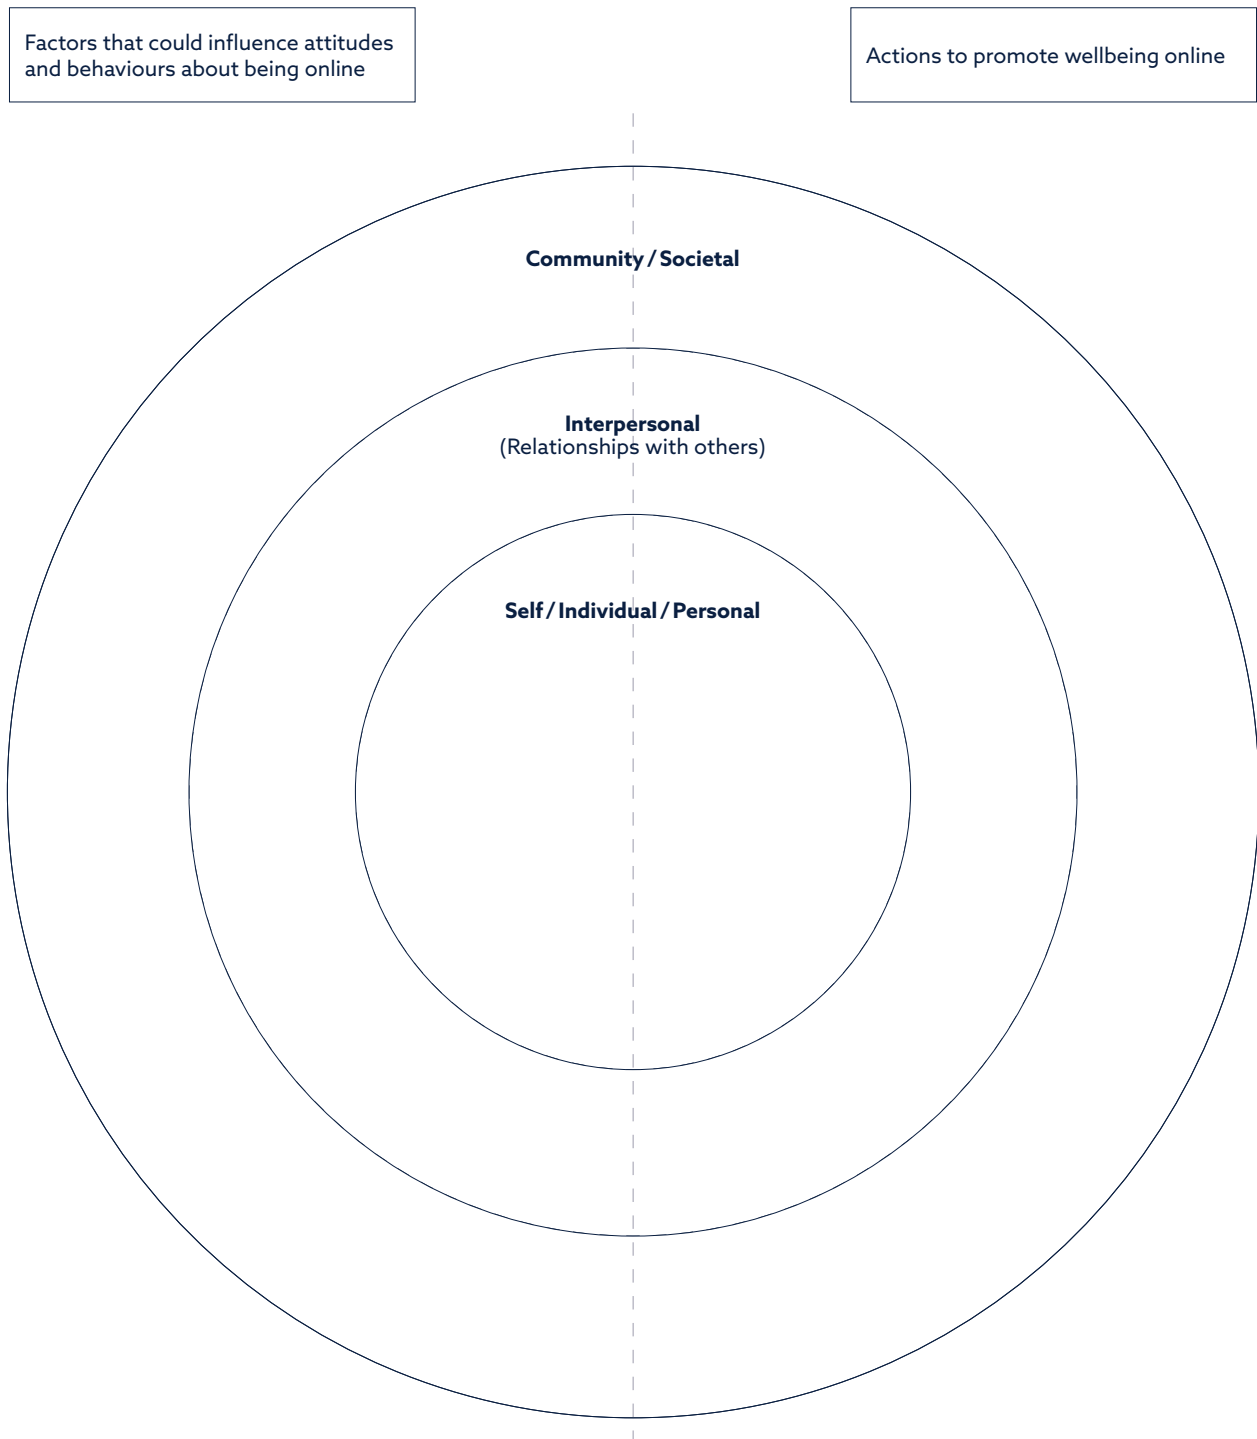 Factors that could influence attitudes
and behaviours about being online
Actions to promote wellbeing online
Community / Societal
Interpersonal
(Relationships with others)
Self / Individual / Personal